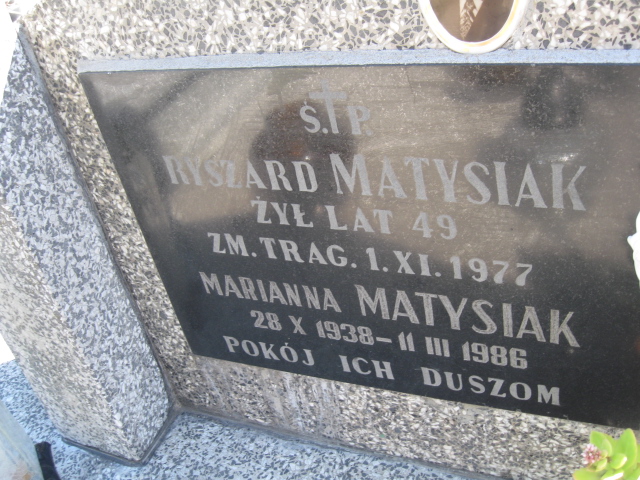 Ś.†P.
RYSZARD MATYSIAK
ŻYŁ LAT 49
ZM. TRAG. 1. XI. 1977
MARIANNA MATYSIAK
28 X 1938 - 11 III 1986
POKÓJ ICH DUSZOM